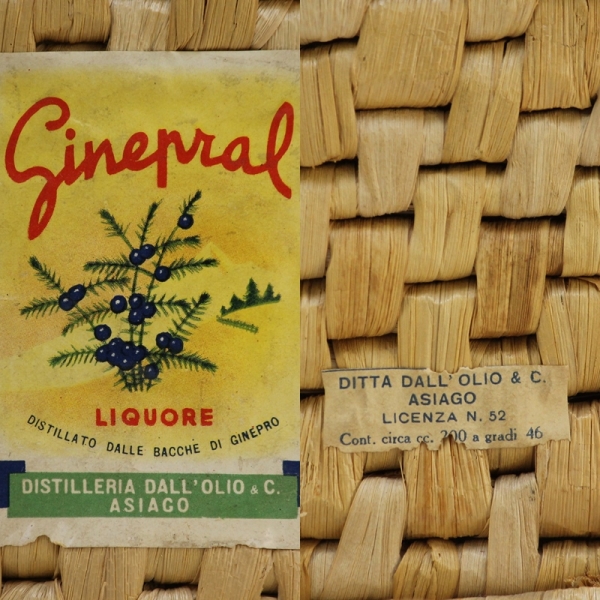 Ginepral
LIQUORE
DISTILLATO DALLE BACCHE DI GINEPRO
DISTILLERIA DALL'OLIO & C.
ASIAGO
DITTA DALL'OLIO & C.
ASIAGO
LICENZA N. 52
Cont. circa cc. 200 a gradi 46